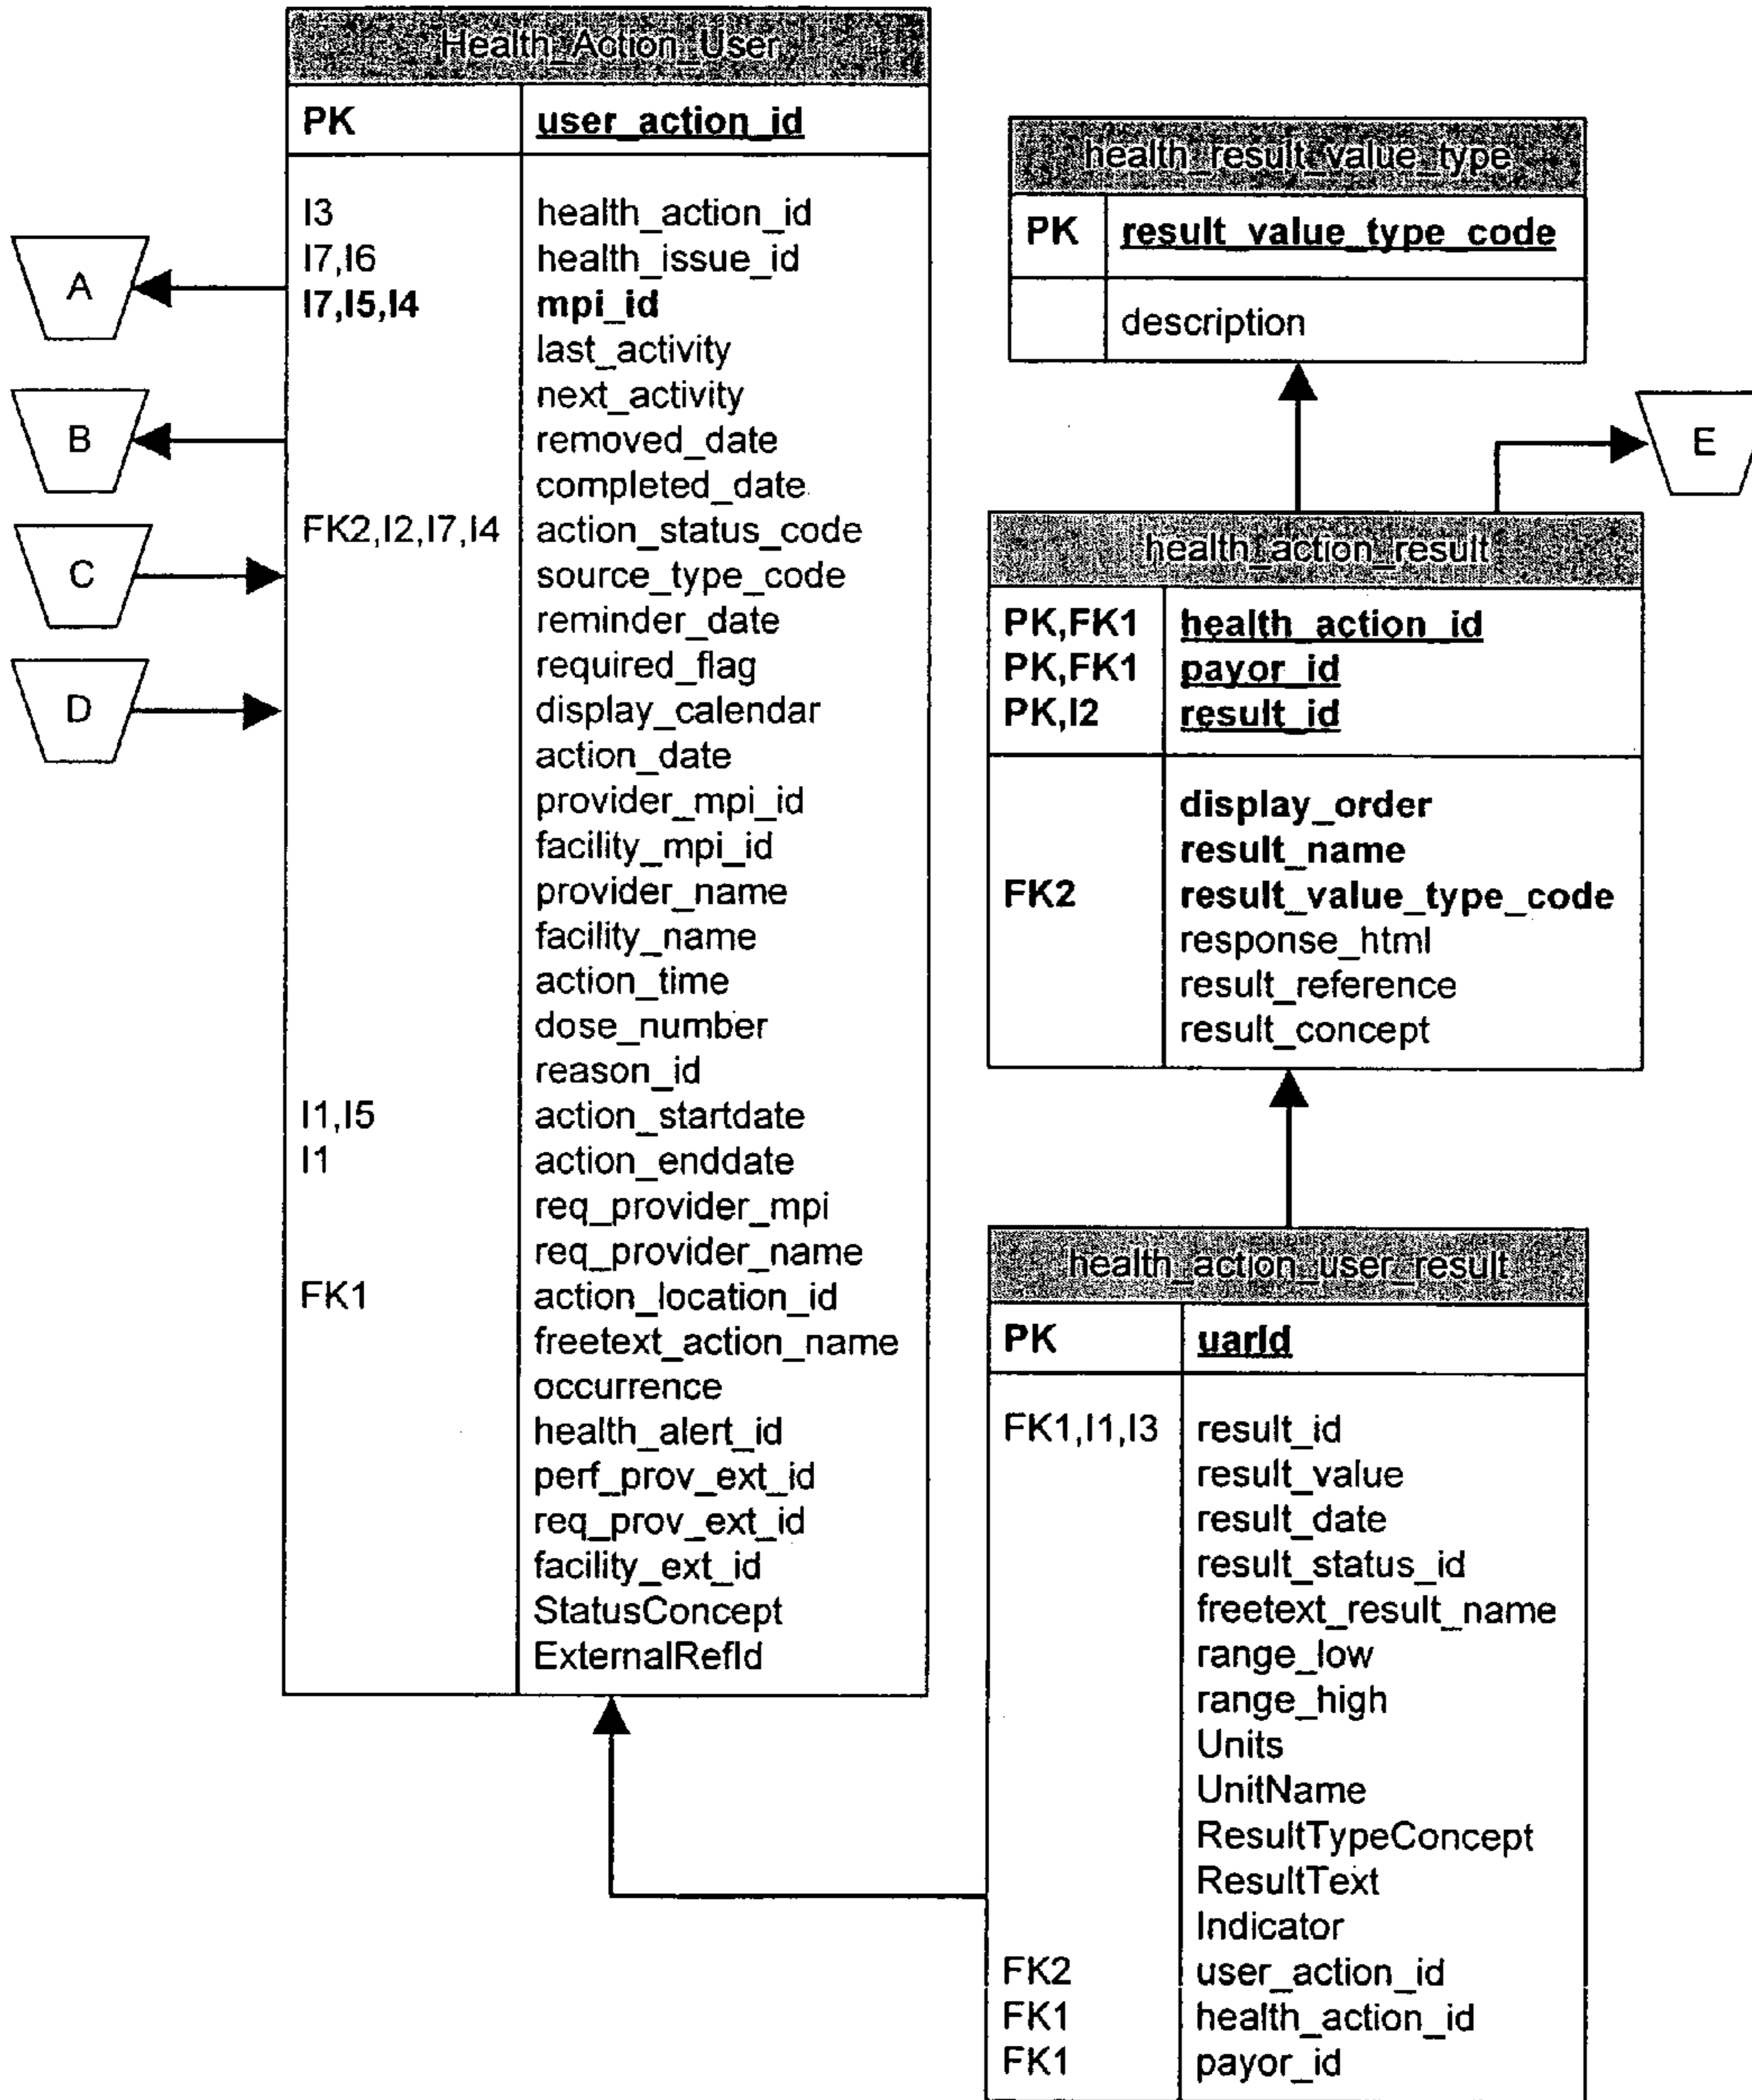 Health_Action_User
PK user_action_id
I3 health_action_id
I7,I6 health_issue_id
I7,I5,I4 mpi_id
last_activity
next_activity
removed_date
completed_date
FK2,I2,I7,I4 action_status_code
source_type_code
reminder_date
required_flag
display_calendar
action_date
provider_mpi_id
facility_mpi_id
provider_name
facility_name
action_time
dose_number
reason_id
I1,I5 action_startdate
I1 action_enddate
req_provider_mpi
req_provider_name
FK1 action_location_id
freetext_action_name
occurrence
health_alert_id
perf_prov_ext_id
req_prov_ext_id
facility_ext_id
StatusConcept
ExternalRefId
A
B
C
D
health_result_value_type
PK result_value_type_code
description
E
health_action_result
PK,FK1 health_action_id
PK,FK1 payor_id
PK,I2 result_id
display_order
result_name
FK2 result_value_type_code
response_html
result_reference
result_concept
health_action_user_result
PK uarId
FK1,I1,I3 result_id
result_value
result_date
result_status_id
freetext_result_name
range_low
range_high
Units
UnitName
ResultTypeConcept
ResultText
Indicator
FK2 user_action_id
FK1 health_action_id
FK1 payor_id